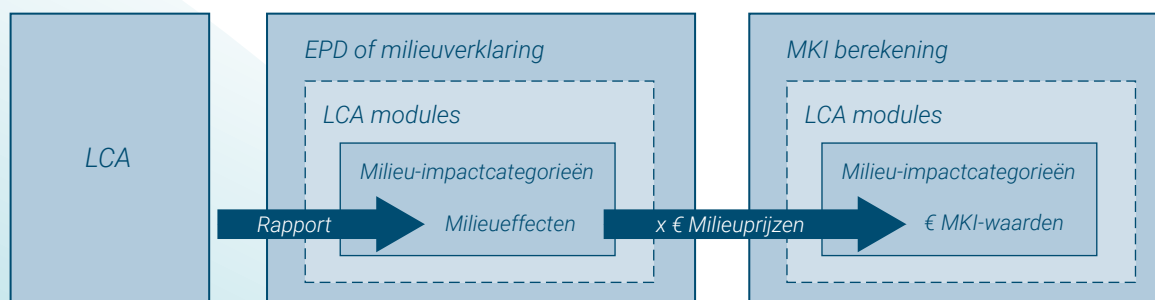 LCA
Rapport
EPD of milieuverklaring
LCA modules
Milieu-impactcategorieën
Milieueffecten
x € Milieuprijzen
MKI berekening
LCA modules
Milieu-impactcategorieën
€ MKI-waarden